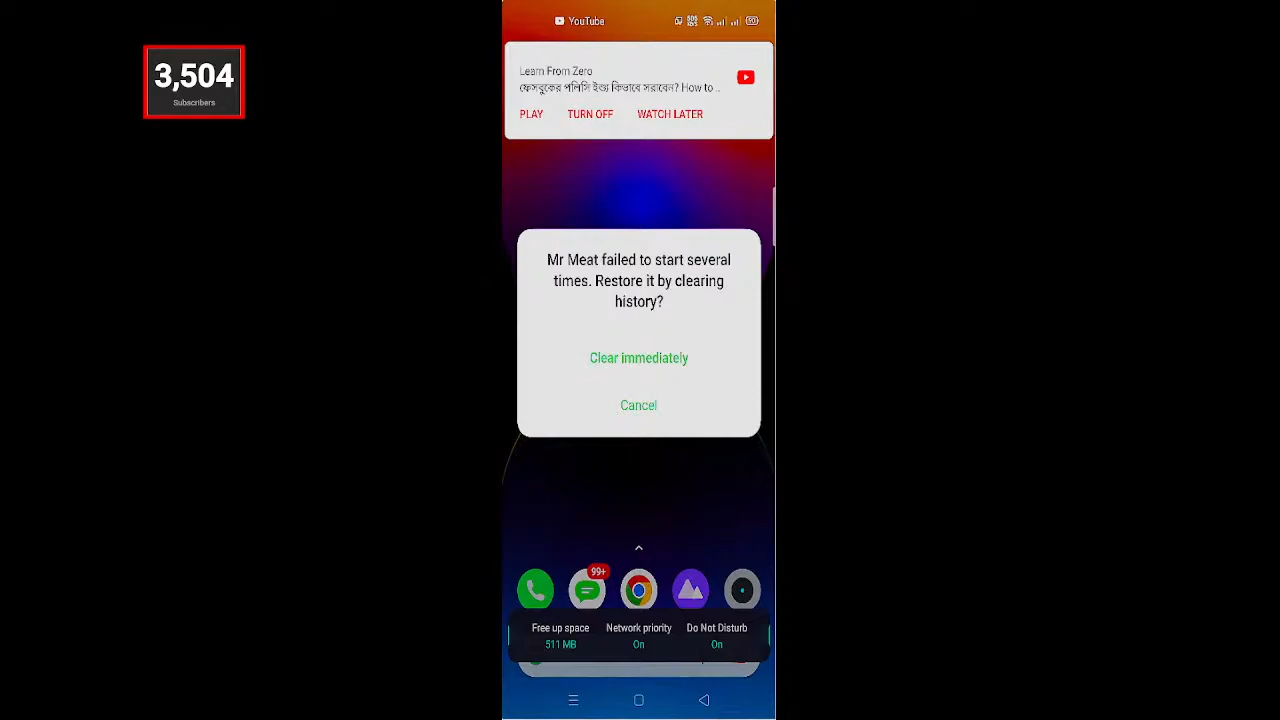 YouTube
3,504
Subscribers
Learn From Zero
ফেসবুকের পলিসি ইস্যু কিভাবে সরাবেন? How to ..
PLAY TURN OFF WATCH LATER
Mr Meat failed to start several
times. Restore it by clearing
history?
Clear immediately
Cancel
99+
Free up space Network priority Do Not Disturb
511 MB On On